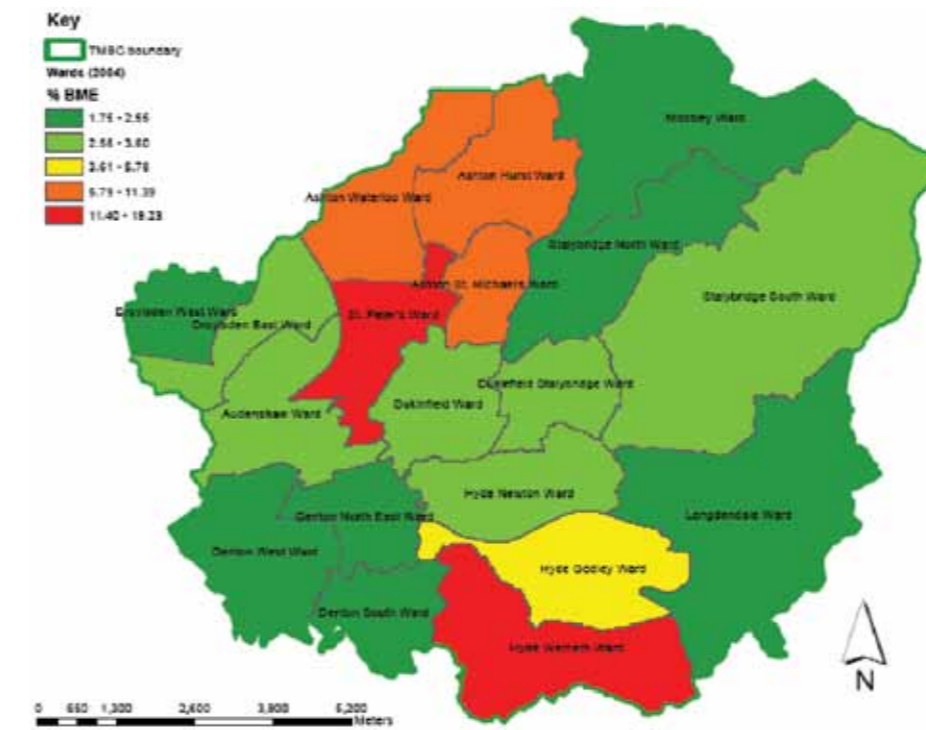 Key
TMBC boundary
Wards (2004)
% BME
1.75 - 2.55
2.56 - 3.60
3.61 - 5.78
5.79 - 11.39
11.40 - 19.23
Mossley Ward
Ashton Hurst Ward
Ashton Waterloo Ward
Stalybridge North Ward
Ashton St. Michaels Ward
Stalybridge South Ward
Droylsden West Ward
St. Peter's Ward
Droylsden East Ward
Dukinfield Stalybridge Ward
Dukinfield Ward
Audenshaw Ward
Hyde Newton Ward
Denton North East Ward
Longdendale Ward
Denton West Ward
Hyde Godley Ward
Denton South Ward
Hyde Werneth Ward
N
0 650 1,300 2,600 3,900 5,200
Meters